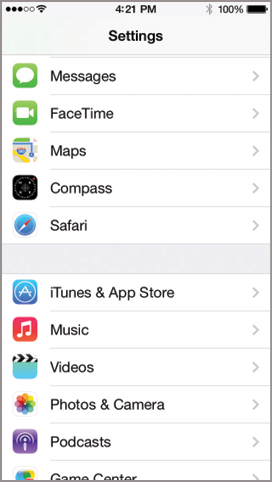 4:21 PM 100%
Settings
Messages
FaceTime
Maps
Compass
Safari
iTunes & App Store
Music
Videos
Photos & Camera
Podcasts
Game Center